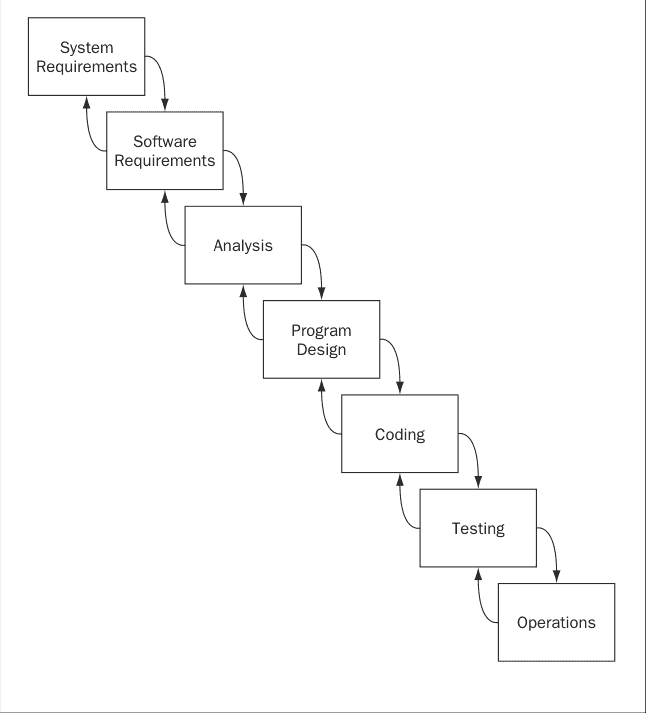 System
Requirements
Software
Requirements
Analysis
Program
Design
Coding
Testing
Operations